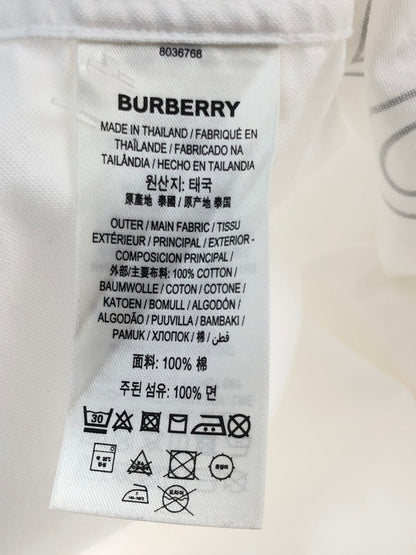 8036768
BURBERRY
MADE IN THAILAND / FABRIQUÉ EN
THAÏLANDE / FABRICADO NA
TAILÂNDIA / HECHO EN TAILANDIA
원산지: 태국
原產地 泰國 / 原产地 泰国
OUTER / MAIN FABRIC / TISSU
EXTÉRIEUR / PRINCIPAL / EXTERIOR -
COMPOSICION PRINCIPAL /
外部/主要布料: 100% COTTON /
BAUMWOLLE / COTON / COTONE /
KATOEN / BOMULL / ALGODÓN /
ALGODÃO / PUUVILLA / BAMBAKI /
PAMUK / ХЛОПОК / 棉 / قطن /
面料: 100% 棉
주된 섬유: 100% 면
30